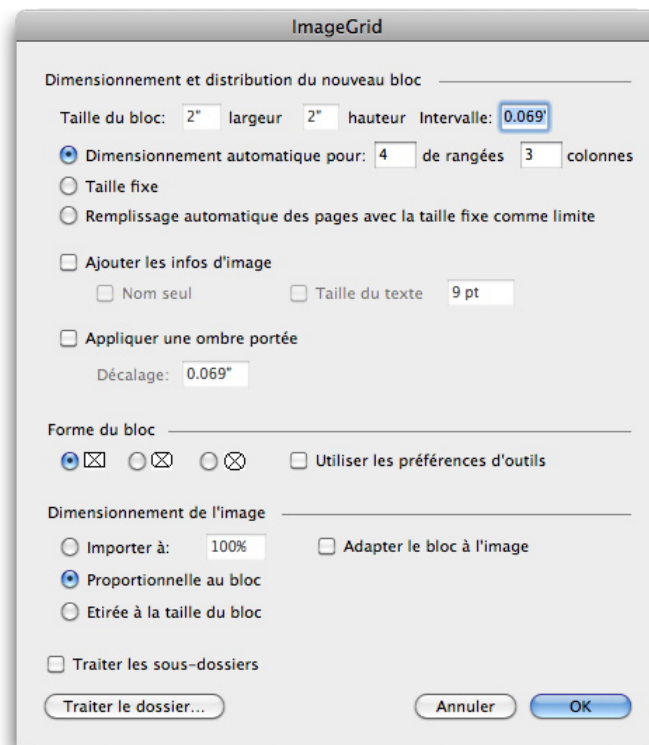 ImageGrid
Dimensionnement et distribution du nouveau bloc
Taille du bloc: 2" largeur 2" hauteur Intervalle: 0.069"
Dimensionnement automatique pour: 4 de rangées 3 colonnes
Taille fixe
Remplissage automatique des pages avec la taille fixe comme limite
Ajouter les infos d'image
Nom seul Taille du texte 9 pt
Appliquer une ombre portée
Décalage: 0.069"
Forme du bloc
Utiliser les préférences d'outils
Dimensionnement de l'image
Importer à: 100% Adapter le bloc à l'image
Proportionnelle au bloc
Etirée à la taille du bloc
Traiter les sous-dossiers
Traiter le dossier... Annuler OK